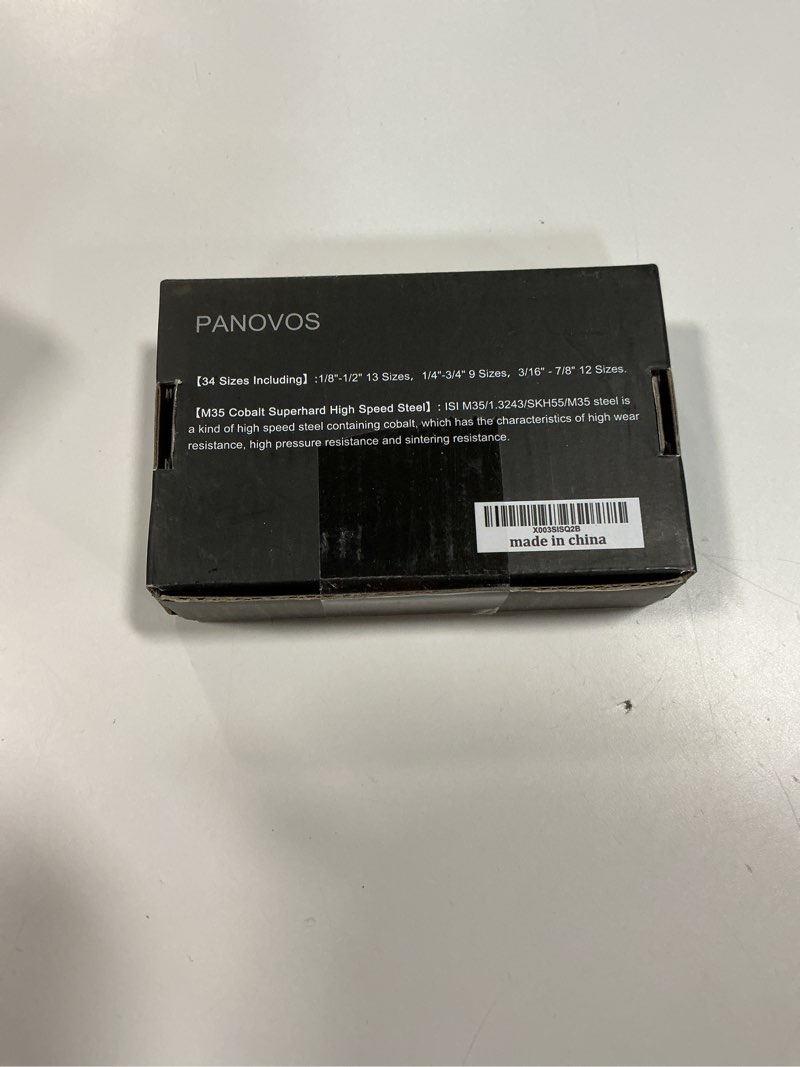 PANOVOS
【34 Sizes Including】:1/8"-1/2" 13 Sizes, 1/4"-3/4" 9 Sizes, 3/16" - 7/8" 12 Sizes.
【M35 Cobalt Superhard High Speed Steel】: ISI M35/1.3243/SKH55/M35 steel is
a kind of high speed steel containing cobalt, which has the characteristics of high wear
resistance, high pressure resistance and sintering resistance.
X003SISQ2B
made in china